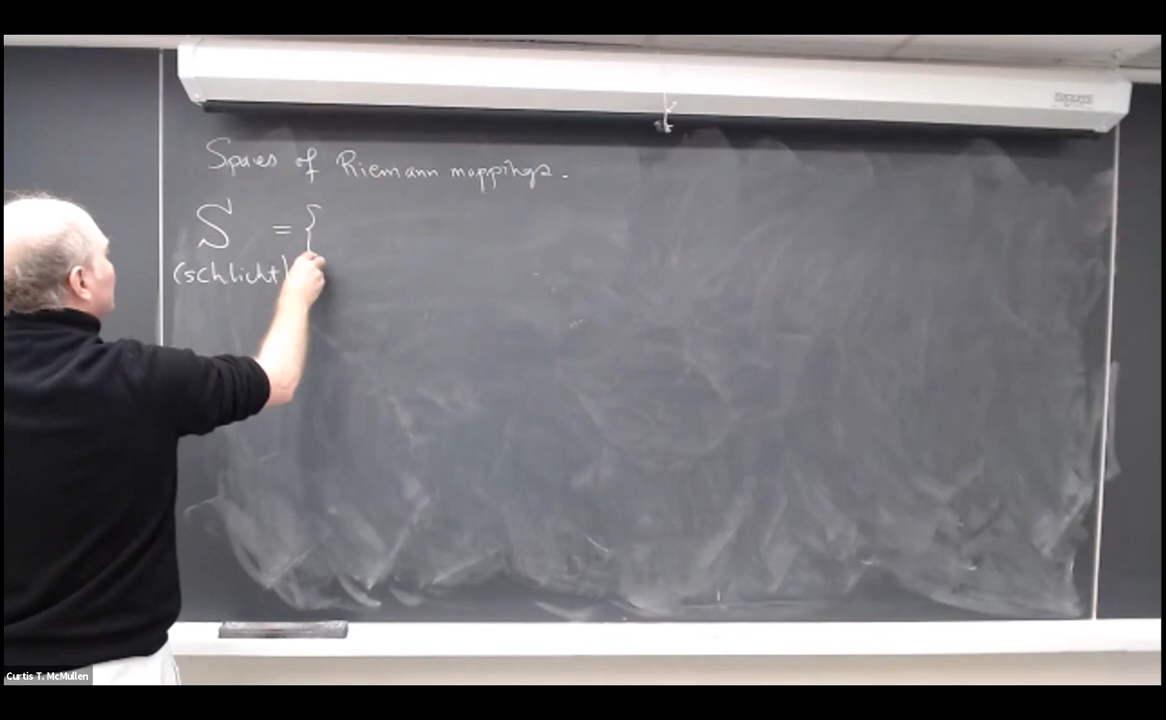 Spaces of Riemann mappings.
S = {
(schlicht)
Curtis T. McMullen